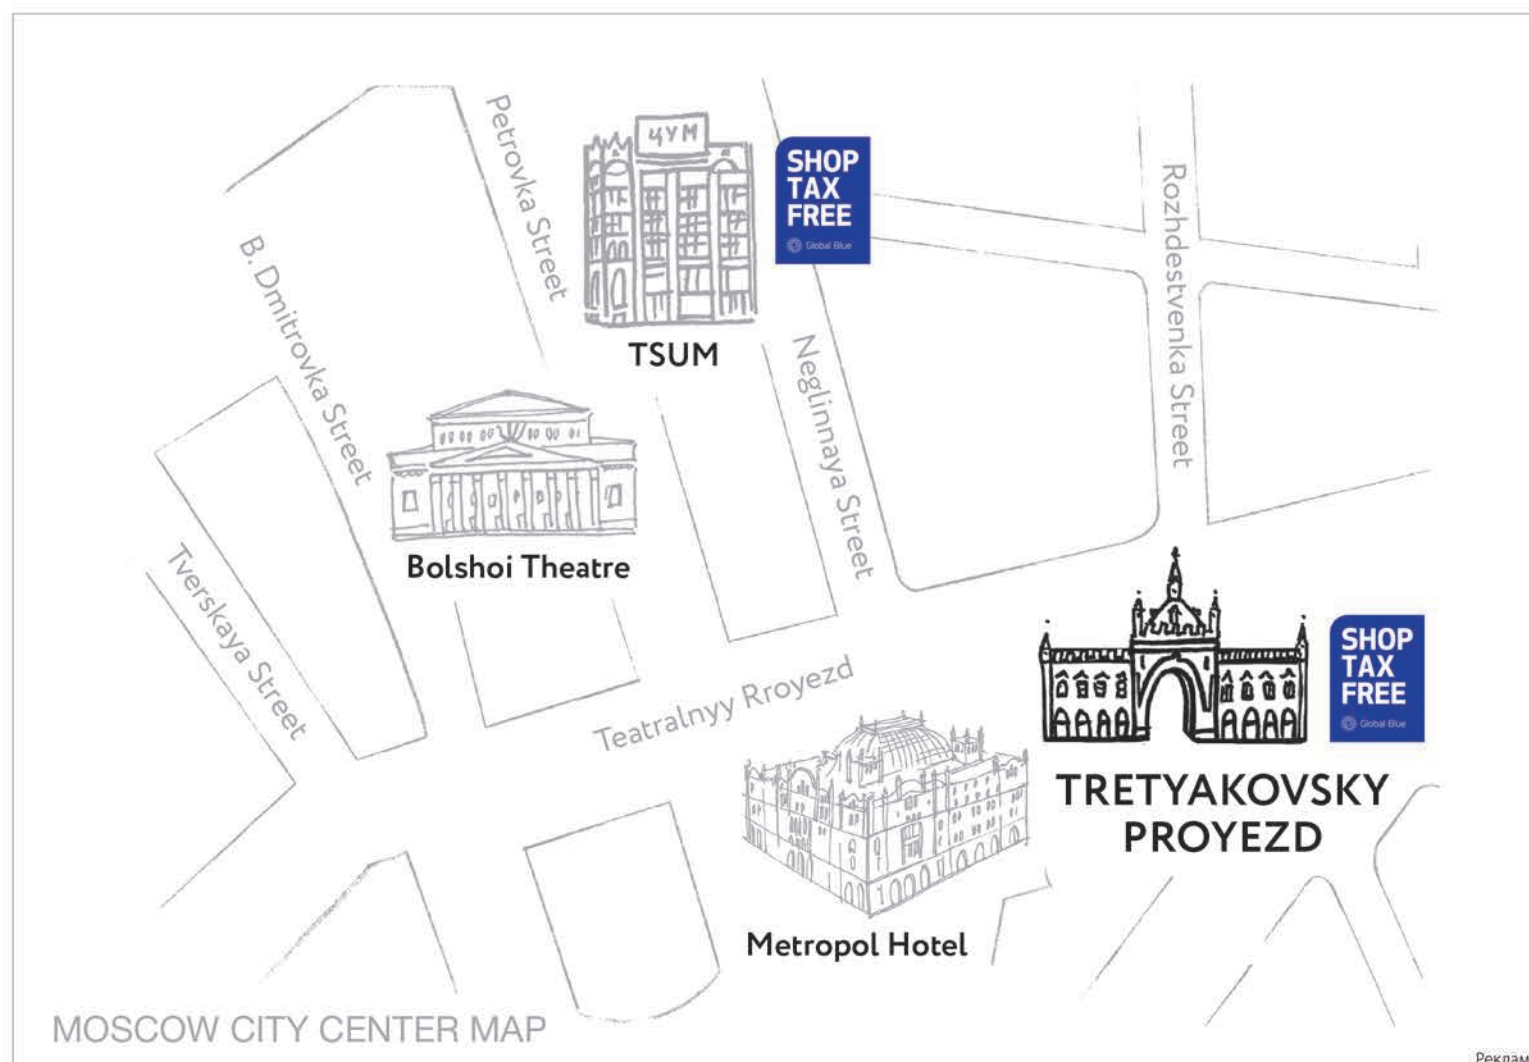 Petrovka Street
ЦУМ
SHOP
TAX
FREE
Global Blue
TSUM
Rozhdestvenka Street
B. Dmitrovka Street
Neglinnaya Street
Bolshoi Theatre
Tverskaya Street
Teatralnyy Rroyezd
SHOP
TAX
FREE
Global Blue
TRETYAKOVSKY
PROYEZD
Metropol Hotel
MOSCOW CITY CENTER MAP
Реклам